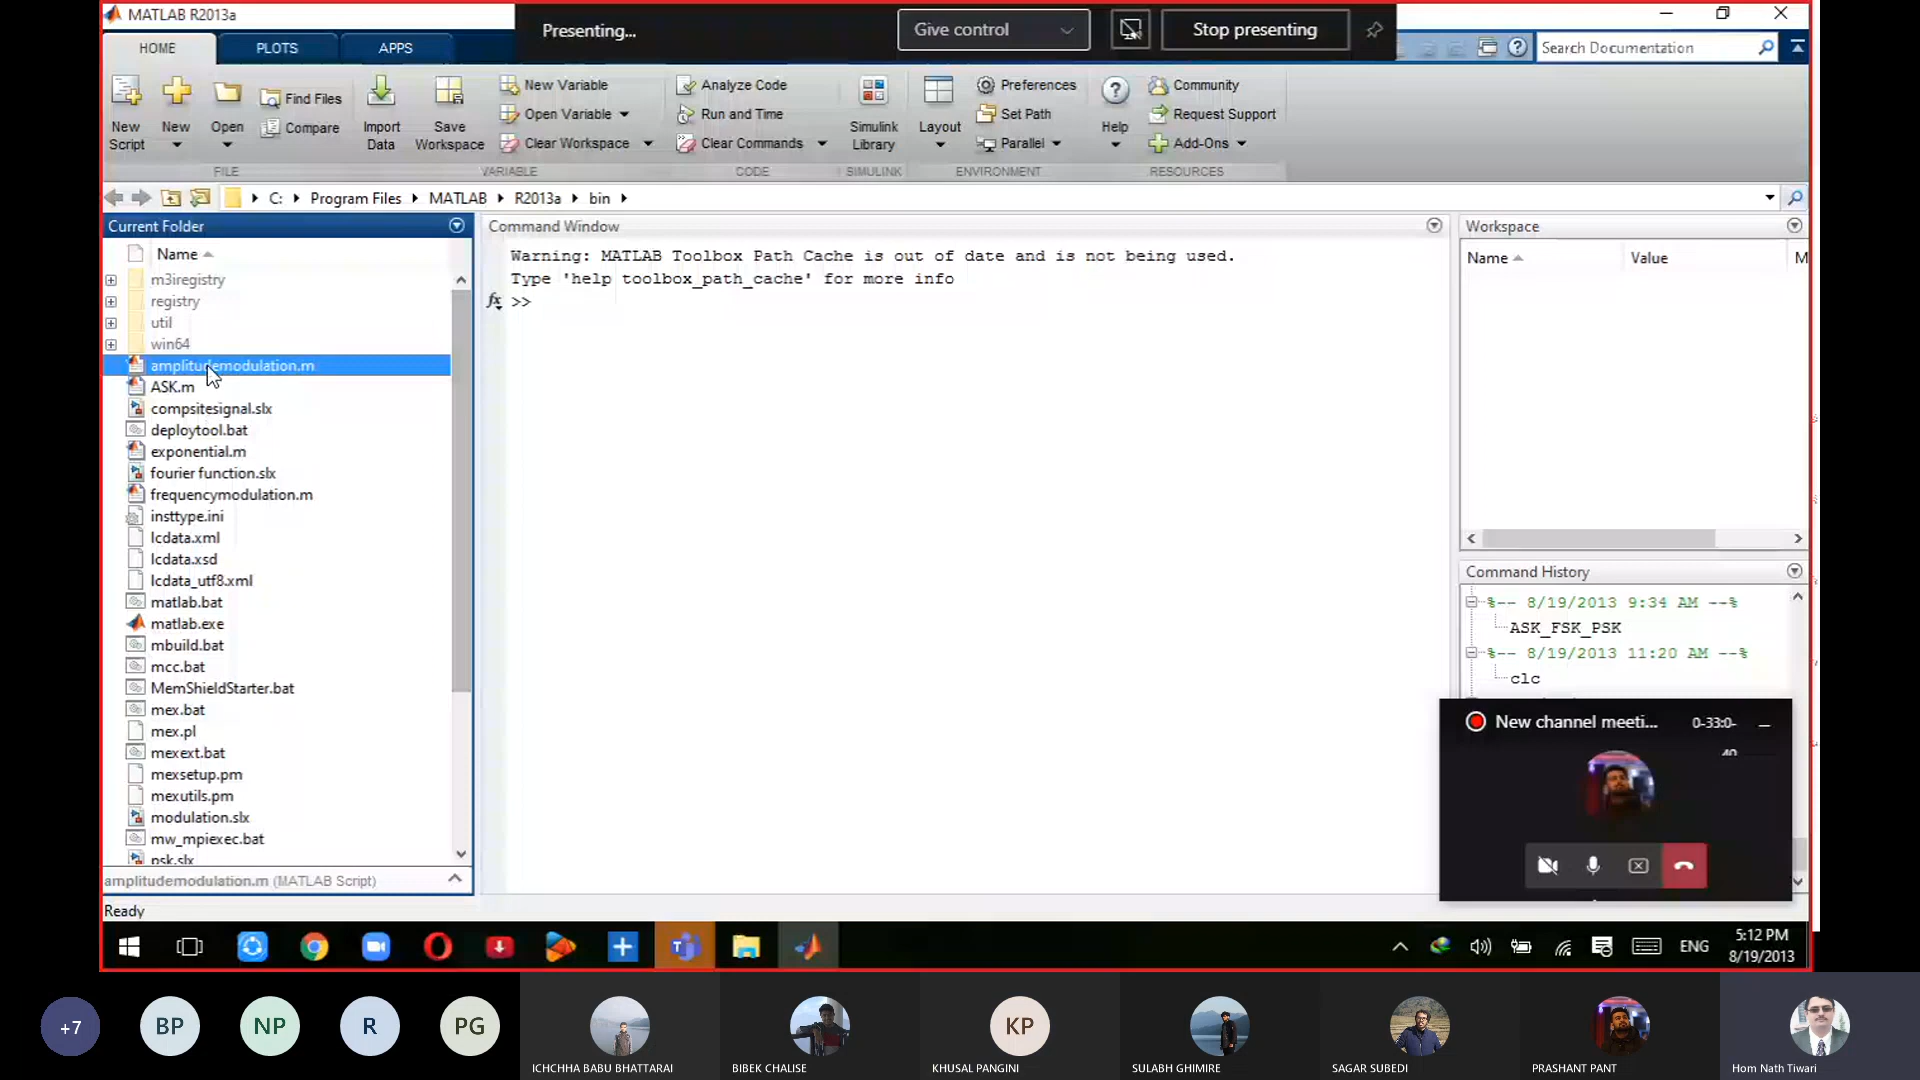 MATLAB R2013a
Presenting...
Give control
Stop presenting
HOME
PLOTS
APPS
Search Documentation
New Script
New
Open
Find Files
Compare
Import Data
Save Workspace
New Variable
Open Variable
Clear Workspace
Analyze Code
Run and Time
Clear Commands
Simulink Library
Layout
Preferences
Set Path
Parallel
Help
Community
Request Support
Add-Ons
FILE
VARIABLE
CODE
SIMULINK
ENVIRONMENT
RESOURCES
C: Program Files MATLAB R2013a bin
Current Folder
Name
m3iregistry
registry
util
win64
amplitudemodulation.m
ASK.m
compsitesignal.slx
deploytool.bat
exponential.m
fourier function.slx
frequencymodulation.m
insttype.ini
lcdata.xml
lcdata.xsd
lcdata_utf8.xml
matlab.bat
matlab.exe
mbuild.bat
mcc.bat
MemShieldStarter.bat
mex.bat
mex.pl
mexext.bat
mexsetup.pm
mexutils.pm
modulation.slx
mw_mpiexec.bat
psk.slx
amplitudemodulation.m (MATLAB Script)
Ready
Command Window
Warning: MATLAB Toolbox Path Cache is out of date and is not being used.
Type 'help toolbox_path_cache' for more info
fx >>
Workspace
Name
Value
M
Command History
%-- 8/19/2013 9:34 AM --%
ASK_FSK_PSK
%-- 8/19/2013 11:20 AM --%
clc
New channel meeti...
0-33:0-
40
ENG
5:12 PM
8/19/2013
+7
BP
NP
R
PG
KP
ICHCHHA BABU BHATTARAI
BIBEK CHALISE
KHUSAL PANGINI
SULABH GHIMIRE
SAGAR SUBEDI
PRASHANT PANT
Hom Nath Tiwari